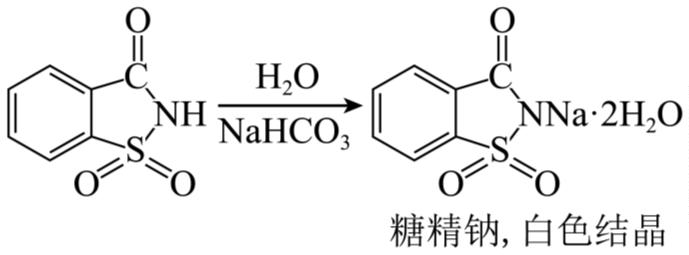 O O
C H₂O C
NH NaHCO₃ NNa·2H₂O
S S
O O O O
糖精钠, 白色结晶